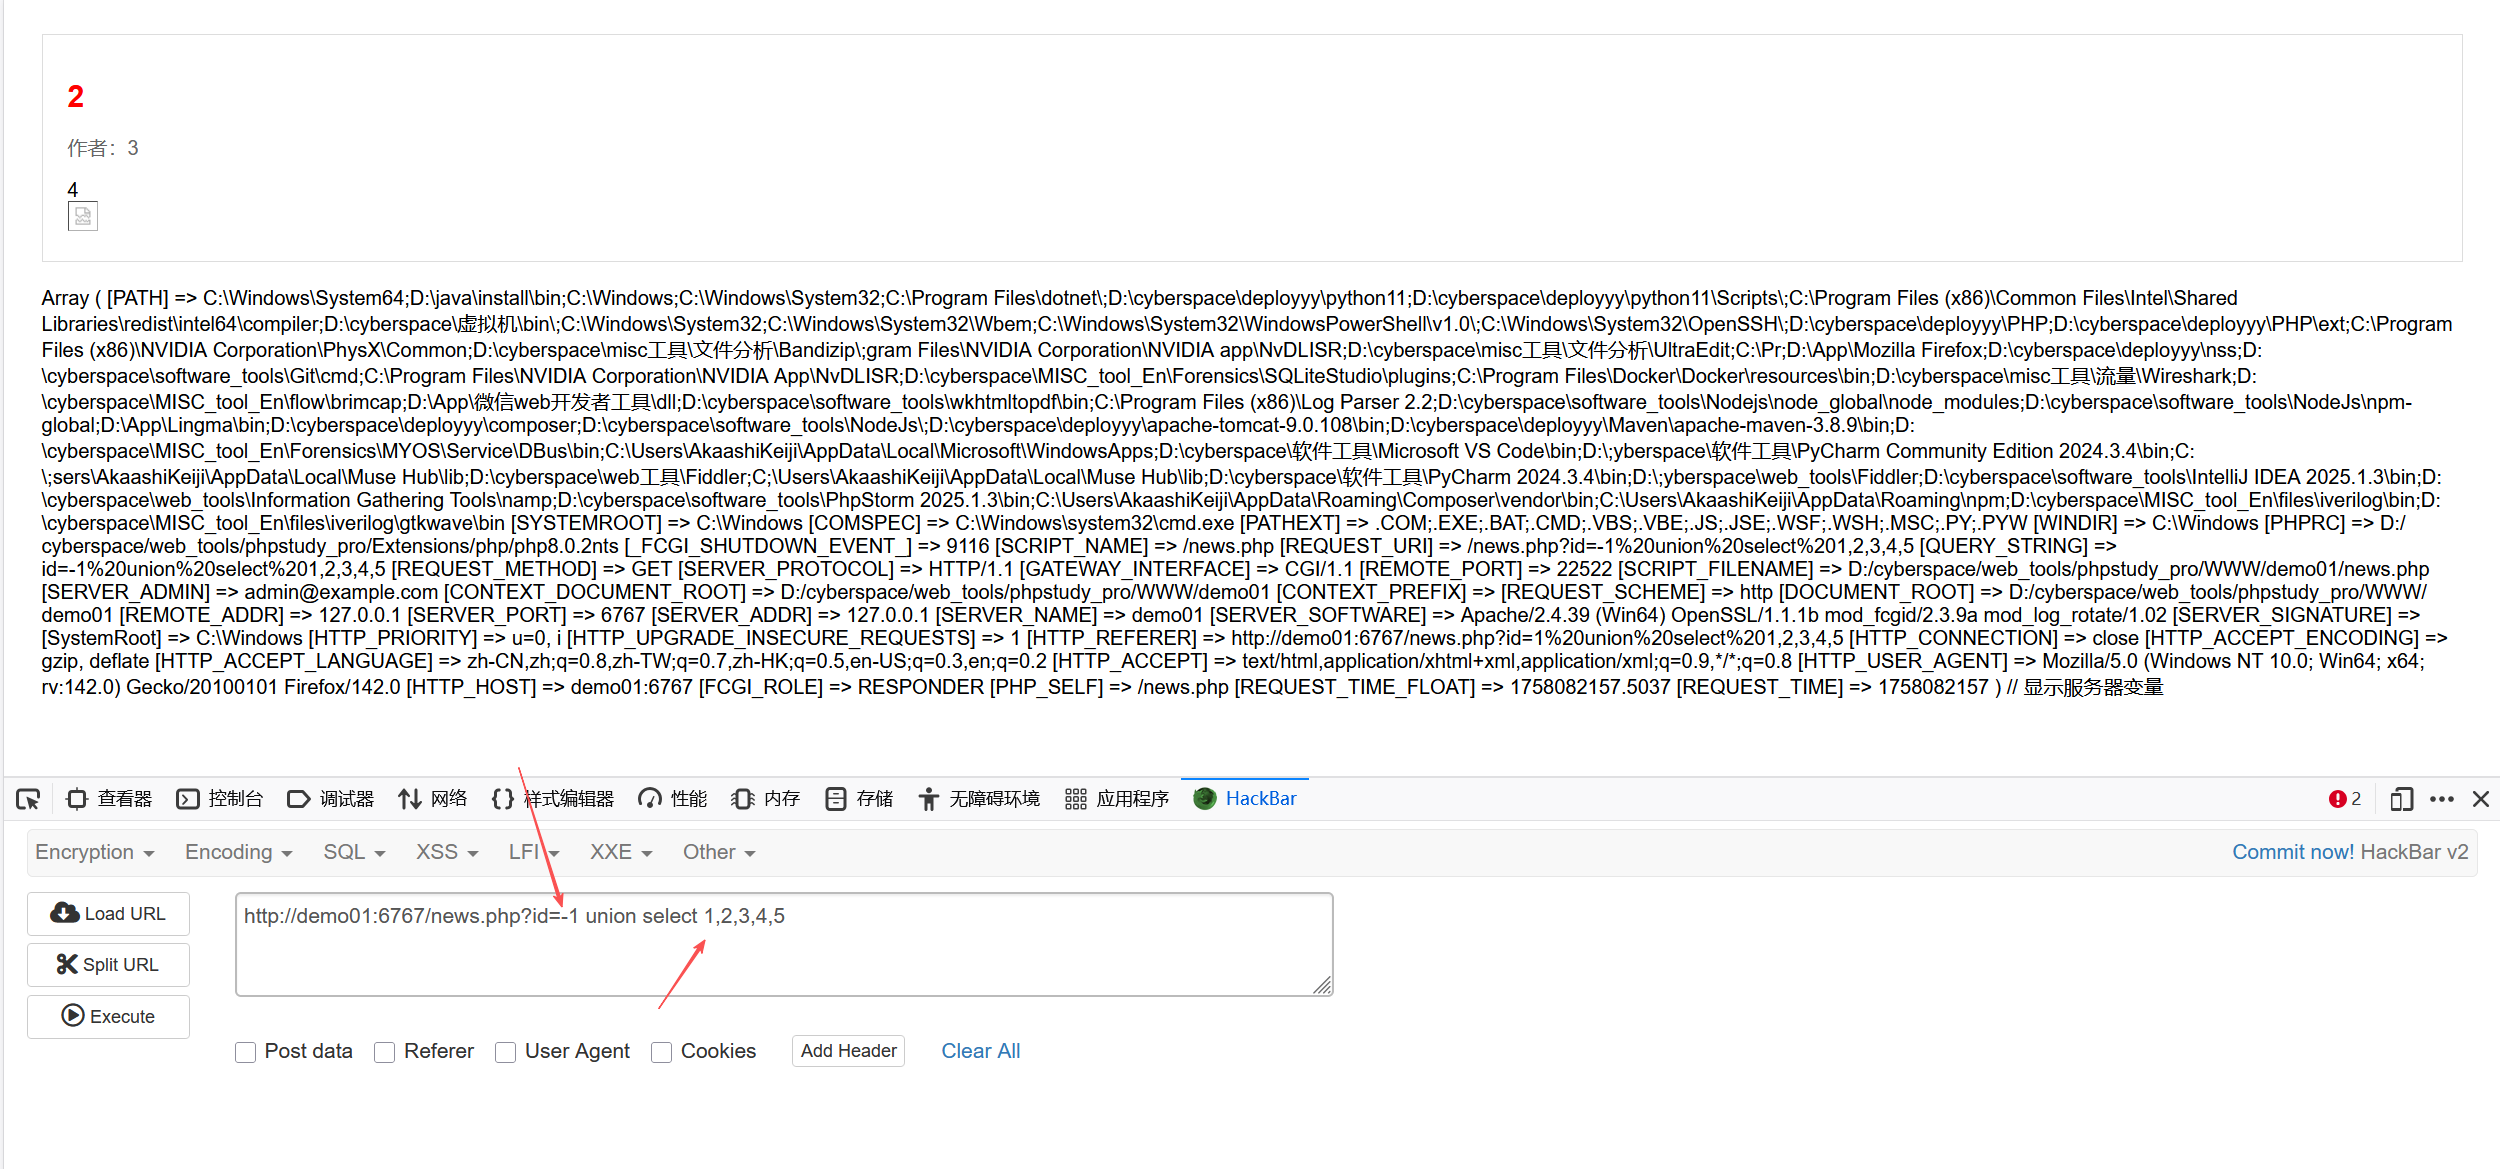 2
作者：3
4
Array ( [PATH] => C:\Windows\System64;D:\java\install\bin;C:\Windows;C:\Windows\System32;C:\Program Files\dotnet\;D:\cyberspace\deployyy\python11;D:\cyberspace\deployyy\python11\Scripts\;C:\Program Files (x86)\Common Files\Intel\Shared
Libraries\redist\intel64\compiler;D:\cyberspace\虚拟机\bin\;C:\Windows\System32;C:\Windows\System32\Wbem;C:\Windows\System32\WindowsPowerShell\v1.0\;C:\Windows\System32\OpenSSH\;D:\cyberspace\deployyy\PHP;D:\cyberspace\deployyy\PHP\ext;C:\Program
Files (x86)\NVIDIA Corporation\PhysX\Common;D:\cyberspace\misc工具\文件分析\Bandizip\;gram Files\NVIDIA Corporation\NVIDIA app\NvDLISR;D:\cyberspace\misc工具\文件分析\UltraEdit;C:\Pr;D:\App\Mozilla Firefox;D:\cyberspace\deployyy\nss;D:
\cyberspace\software_tools\Git\cmd;C:\Program Files\NVIDIA Corporation\NVIDIA App\NvDLISR;D:\cyberspace\MISC_tool_En\Forensics\SQLiteStudio\plugins;C:\Program Files\Docker\Docker\resources\bin;D:\cyberspace\misc工具\流量\Wireshark;D:
\cyberspace\MISC_tool_En\flow\brimcap;D:\App\微信web开发者工具\dll;D:\cyberspace\software_tools\wkhtmltopdf\bin;C:\Program Files (x86)\Log Parser 2.2;D:\cyberspace\software_tools\Nodejs\node_global\node_modules;D:\cyberspace\software_tools\NodeJs\npm-
global;D:\App\Lingma\bin;D:\cyberspace\deployyy\composer;D:\cyberspace\software_tools\NodeJs\;D:\cyberspace\deployyy\apache-tomcat-9.0.108\bin;D:\cyberspace\deployyy\Maven\apache-maven-3.8.9\bin;D:
\cyberspace\MISC_tool_En\Forensics\MYOS\Service\DBus\bin;C:\Users\AkaashiKeiji\AppData\Local\Microsoft\WindowsApps;D:\cyberspace\软件工具\Microsoft VS Code\bin;D:\;yberspace\软件工具\PyCharm Community Edition 2024.3.4\bin;C:
\;sers\AkaashiKeiji\AppData\Local\Muse Hub\lib;D:\cyberspace\web工具\Fiddler;C;\Users\AkaashiKeiji\AppData\Local\Muse Hub\lib;D:\cyberspace\软件工具\PyCharm 2024.3.4\bin;D:\;yberspace\web_tools\Fiddler;D:\cyberspace\software_tools\IntelliJ IDEA 2025.1.3\bin;D:
\cyberspace\web_tools\Information Gathering Tools\namp;D:\cyberspace\software_tools\PhpStorm 2025.1.3\bin;C:\Users\AkaashiKeiji\AppData\Roaming\Composer\vendor\bin;C:\Users\AkaashiKeiji\AppData\Roaming\npm;D:\cyberspace\MISC_tool_En\files\iverilog\bin;D:
\cyberspace\MISC_tool_En\files\iverilog\gtkwave\bin [SYSTEMROOT] => C:\Windows [COMSPEC] => C:\Windows\system32\cmd.exe [PATHEXT] => .COM;.EXE;.BAT;.CMD;.VBS;.VBE;.JS;.JSE;.WSF;.WSH;.MSC;.PY;.PYW [WINDIR] => C:\Windows [PHPRC] => D:/
cyberspace/web_tools/phpstudy_pro/Extensions/php/php8.0.2nts [_FCGI_SHUTDOWN_EVENT_] => 9116 [SCRIPT_NAME] => /news.php [REQUEST_URI] => /news.php?id=-1%20union%20select%201,2,3,4,5 [QUERY_STRING] =>
id=-1%20union%20select%201,2,3,4,5 [REQUEST_METHOD] => GET [SERVER_PROTOCOL] => HTTP/1.1 [GATEWAY_INTERFACE] => CGI/1.1 [REMOTE_PORT] => 22522 [SCRIPT_FILENAME] => D:/cyberspace/web_tools/phpstudy_pro/WWW/demo01/news.php
[SERVER_ADMIN] => admin@example.com [CONTEXT_DOCUMENT_ROOT] => D:/cyberspace/web_tools/phpstudy_pro/WWW/demo01 [CONTEXT_PREFIX] => [REQUEST_SCHEME] => http [DOCUMENT_ROOT] => D:/cyberspace/web_tools/phpstudy_pro/WWW/
demo01 [REMOTE_ADDR] => 127.0.0.1 [SERVER_PORT] => 6767 [SERVER_ADDR] => 127.0.0.1 [SERVER_NAME] => demo01 [SERVER_SOFTWARE] => Apache/2.4.39 (Win64) OpenSSL/1.1.1b mod_fcgid/2.3.9a mod_log_rotate/1.02 [SERVER_SIGNATURE] =>
[SystemRoot] => C:\Windows [HTTP_PRIORITY] => u=0, i [HTTP_UPGRADE_INSECURE_REQUESTS] => 1 [HTTP_REFERER] => http://demo01:6767/news.php?id=1%20union%20select%201,2,3,4,5 [HTTP_CONNECTION] => close [HTTP_ACCEPT_ENCODING] =>
gzip, deflate [HTTP_ACCEPT_LANGUAGE] => zh-CN,zh;q=0.8,zh-TW;q=0.7,zh-HK;q=0.5,en-US;q=0.3,en;q=0.2 [HTTP_ACCEPT] => text/html,application/xhtml+xml,application/xml;q=0.9,*/*;q=0.8 [HTTP_USER_AGENT] => Mozilla/5.0 (Windows NT 10.0; Win64; x64;
rv:142.0) Gecko/20100101 Firefox/142.0 [HTTP_HOST] => demo01:6767 [FCGI_ROLE] => RESPONDER [PHP_SELF] => /news.php [REQUEST_TIME_FLOAT] => 1758082157.5037 [REQUEST_TIME] => 1758082157 ) // 显示服务器变量
查看器 控制台 调试器 网络 样式编辑器 性能 内存 存储 无障碍环境 应用程序 HackBar 2
Encryption Encoding SQL XSS LFI XXE Other Commit now! HackBar v2
Load URL
http://demo01:6767/news.php?id=-1 union select 1,2,3,4,5
Split URL
Execute
Post data Referer User Agent Cookies Add Header Clear All